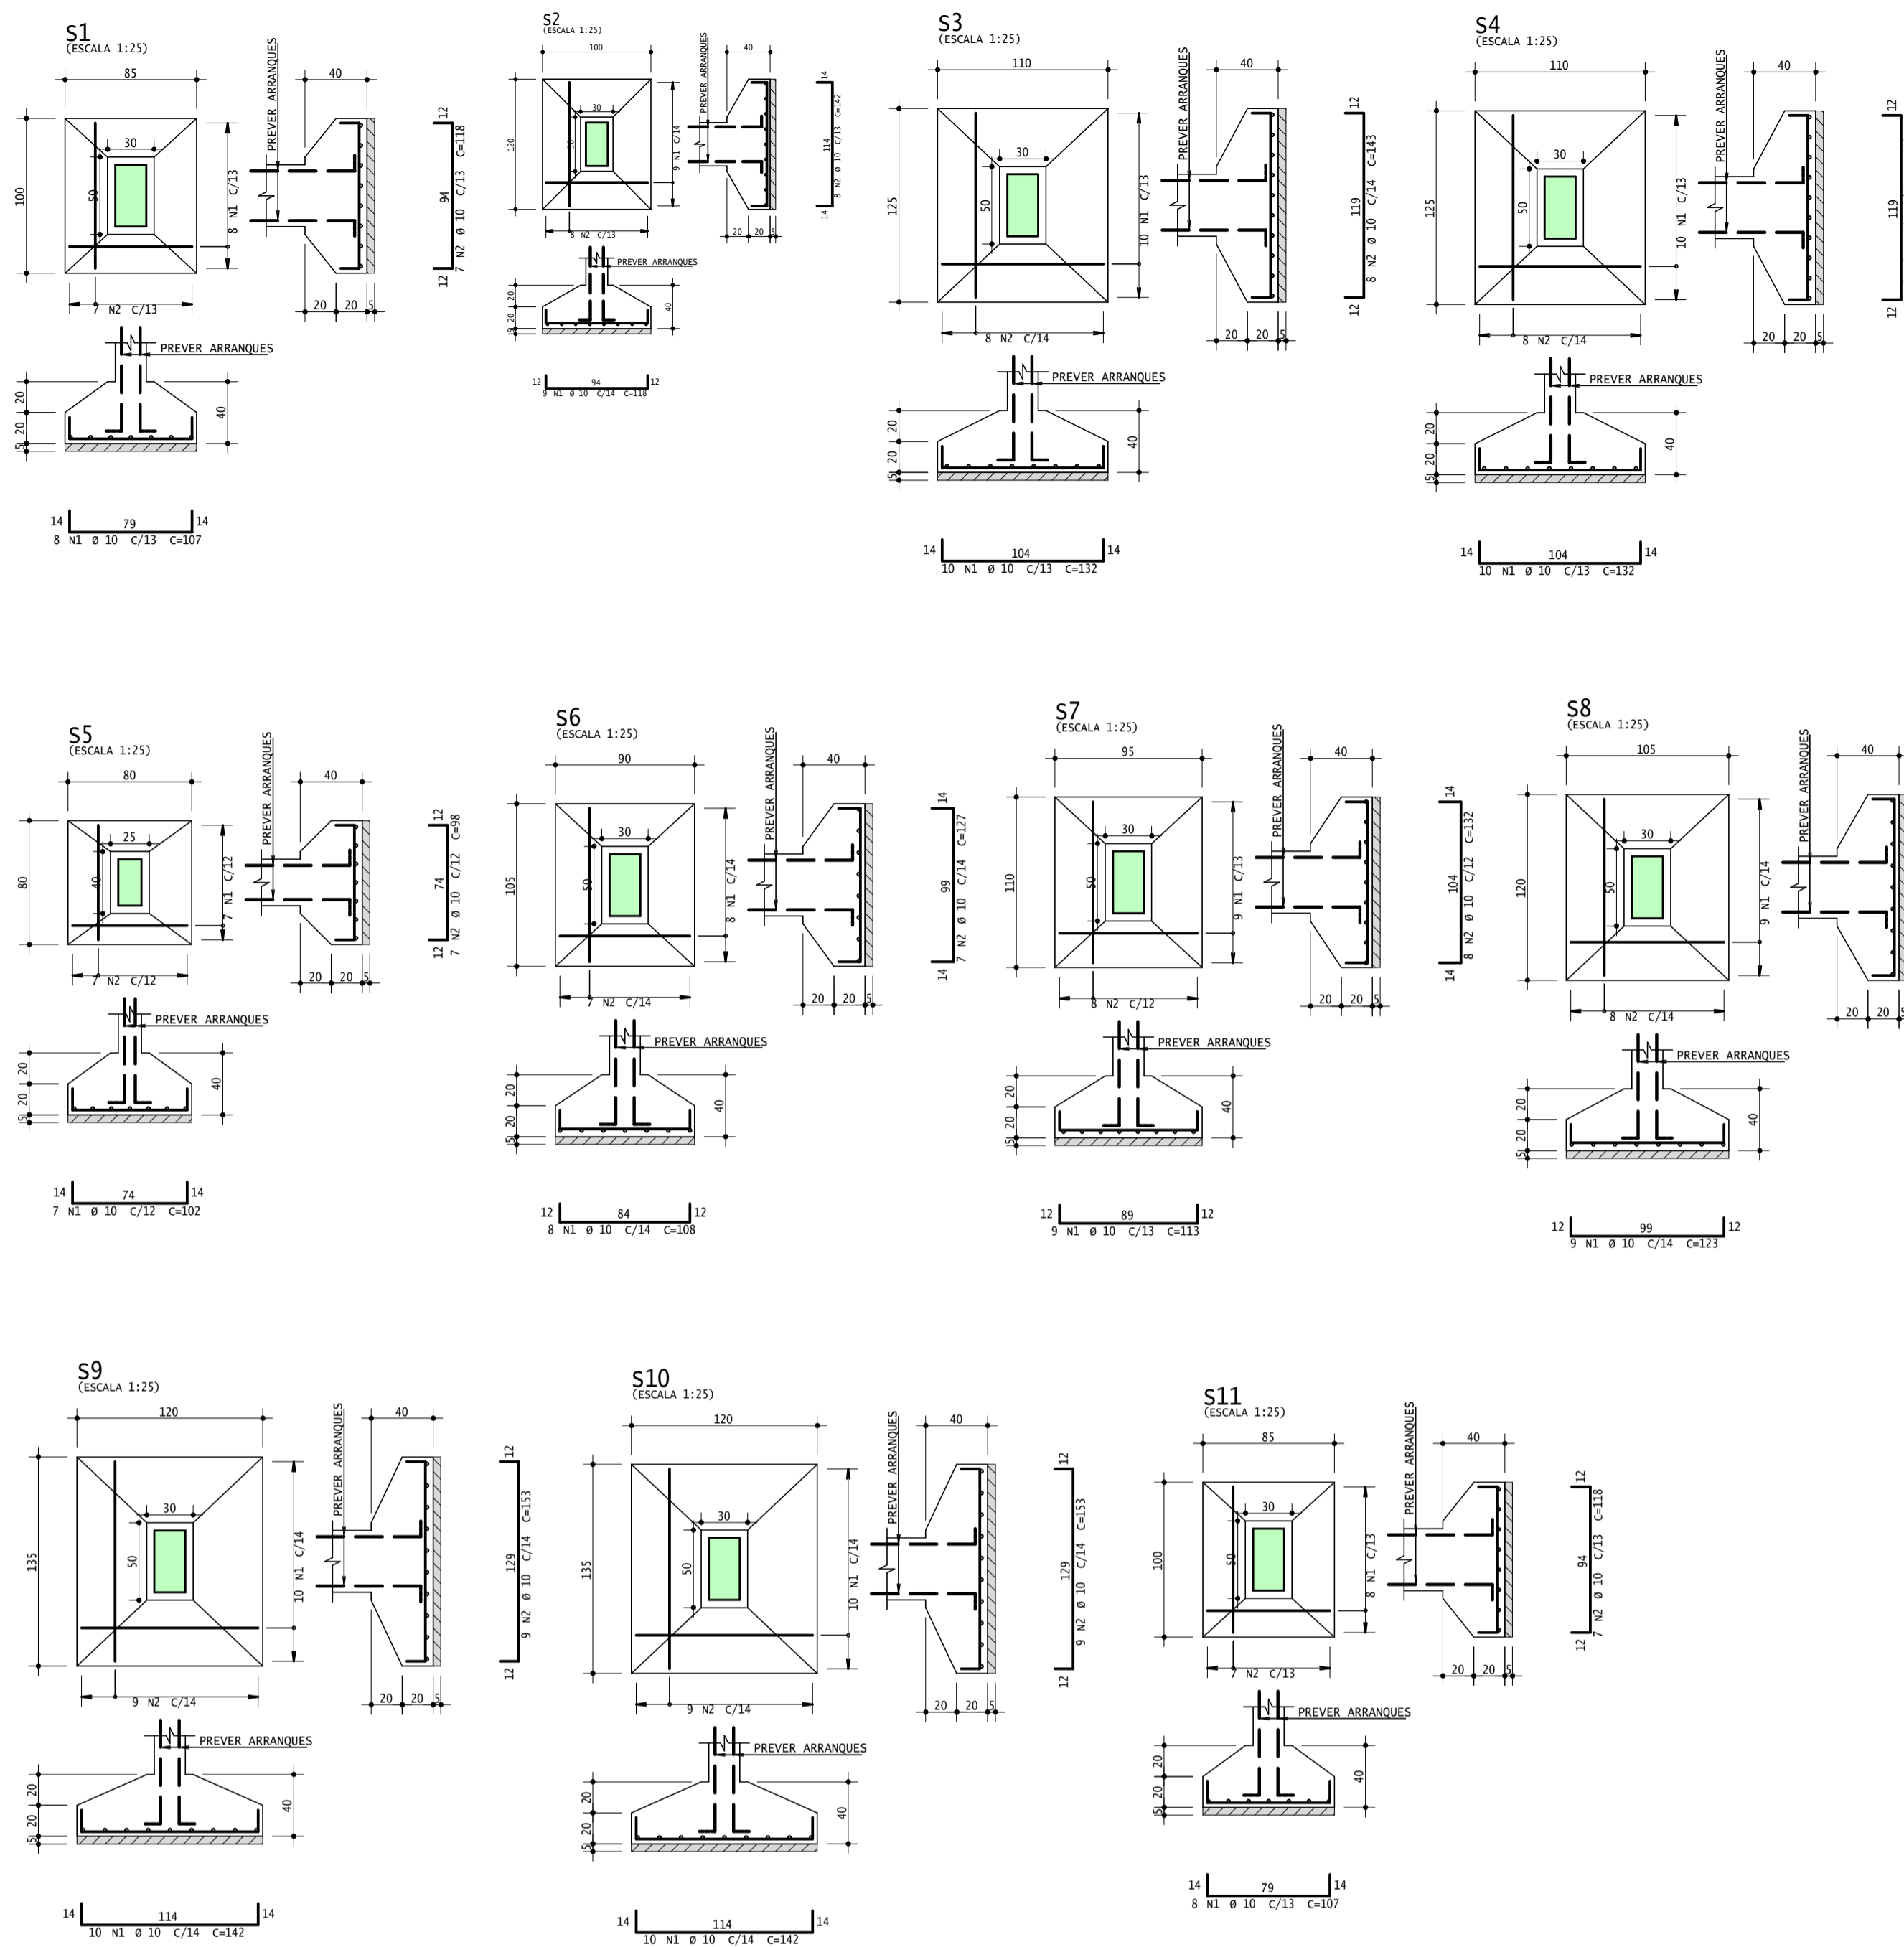 S1
(ESCALA 1:25)
85
40
PREVER ARRANQUES
100
30
50
8 N1 C/13
7 N2 C/13
20 20 5
12
94
12
7 N2 Ø 10 C/13 C=118
PREVER ARRANQUES
20
20
5
40
14 79 14
8 N1 Ø 10 C/13 C=107
S2
(ESCALA 1:25)
100
40
PREVER ARRANQUES
120
30
50
9 N1 C/14
8 N2 C/13
20 20 5
14
114
14
8 N2 Ø 10 C/13 C=142
PREVER ARRANQUES
20
20
40
12 94 12
9 N1 Ø 10 C/14 C=118
S3
(ESCALA 1:25)
110
40
PREVER ARRANQUES
125
30
50
10 N1 C/13
8 N2 C/14
20 20 5
12
119
12
8 N2 Ø 10 C/14 C=143
PREVER ARRANQUES
20
20
5
40
14 104 14
10 N1 Ø 10 C/13 C=132
S4
(ESCALA 1:25)
110
40
PREVER ARRANQUES
125
30
50
10 N1 C/13
8 N2 C/14
20 20 5
12
119
12
PREVER ARRANQUES
20
20
5
40
14 104 14
10 N1 Ø 10 C/13 C=132
S5
(ESCALA 1:25)
80
40
PREVER ARRANQUES
80
25
40
7 N1 C/12
7 N2 C/12
20 20 5
12
74
12
7 N2 Ø 10 C/12 C=98
PREVER ARRANQUES
20
20
5
40
14 74 14
7 N1 Ø 10 C/12 C=102
S6
(ESCALA 1:25)
90
40
PREVER ARRANQUES
105
30
50
8 N1 C/14
7 N2 C/14
20 20 5
14
99
14
7 N2 Ø 10 C/14 C=127
PREVER ARRANQUES
20
20
5
40
12 84 12
8 N1 Ø 10 C/14 C=108
S7
(ESCALA 1:25)
95
40
PREVER ARRANQUES
110
30
50
9 N1 C/13
8 N2 C/12
20 20 5
14
104
14
8 N2 Ø 10 C/12 C=132
PREVER ARRANQUES
20
20
5
40
12 89 12
9 N1 Ø 10 C/13 C=113
S8
(ESCALA 1:25)
105
40
PREVER ARRANQUES
120
30
50
9 N1 C/14
8 N2 C/14
20 20 5
PREVER ARRANQUES
20
20
5
40
12 99 12
9 N1 Ø 10 C/14 C=123
S9
(ESCALA 1:25)
120
40
PREVER ARRANQUES
135
30
50
10 N1 C/14
9 N2 C/14
20 20 5
12
129
12
9 N2 Ø 10 C/14 C=153
PREVER ARRANQUES
20
20
5
40
14 114 14
10 N1 Ø 10 C/14 C=142
S10
(ESCALA 1:25)
120
40
PREVER ARRANQUES
135
30
50
10 N1 C/14
9 N2 C/14
20 20 5
12
129
12
9 N2 Ø 10 C/14 C=153
PREVER ARRANQUES
20
20
5
40
14 114 14
10 N1 Ø 10 C/14 C=142
S11
(ESCALA 1:25)
85
40
PREVER ARRANQUES
100
30
50
8 N1 C/13
7 N2 C/13
20 20 5
12
94
12
7 N2 Ø 10 C/13 C=118
PREVER ARRANQUES
20
20
5
40
14 79 14
8 N1 Ø 10 C/13 C=107